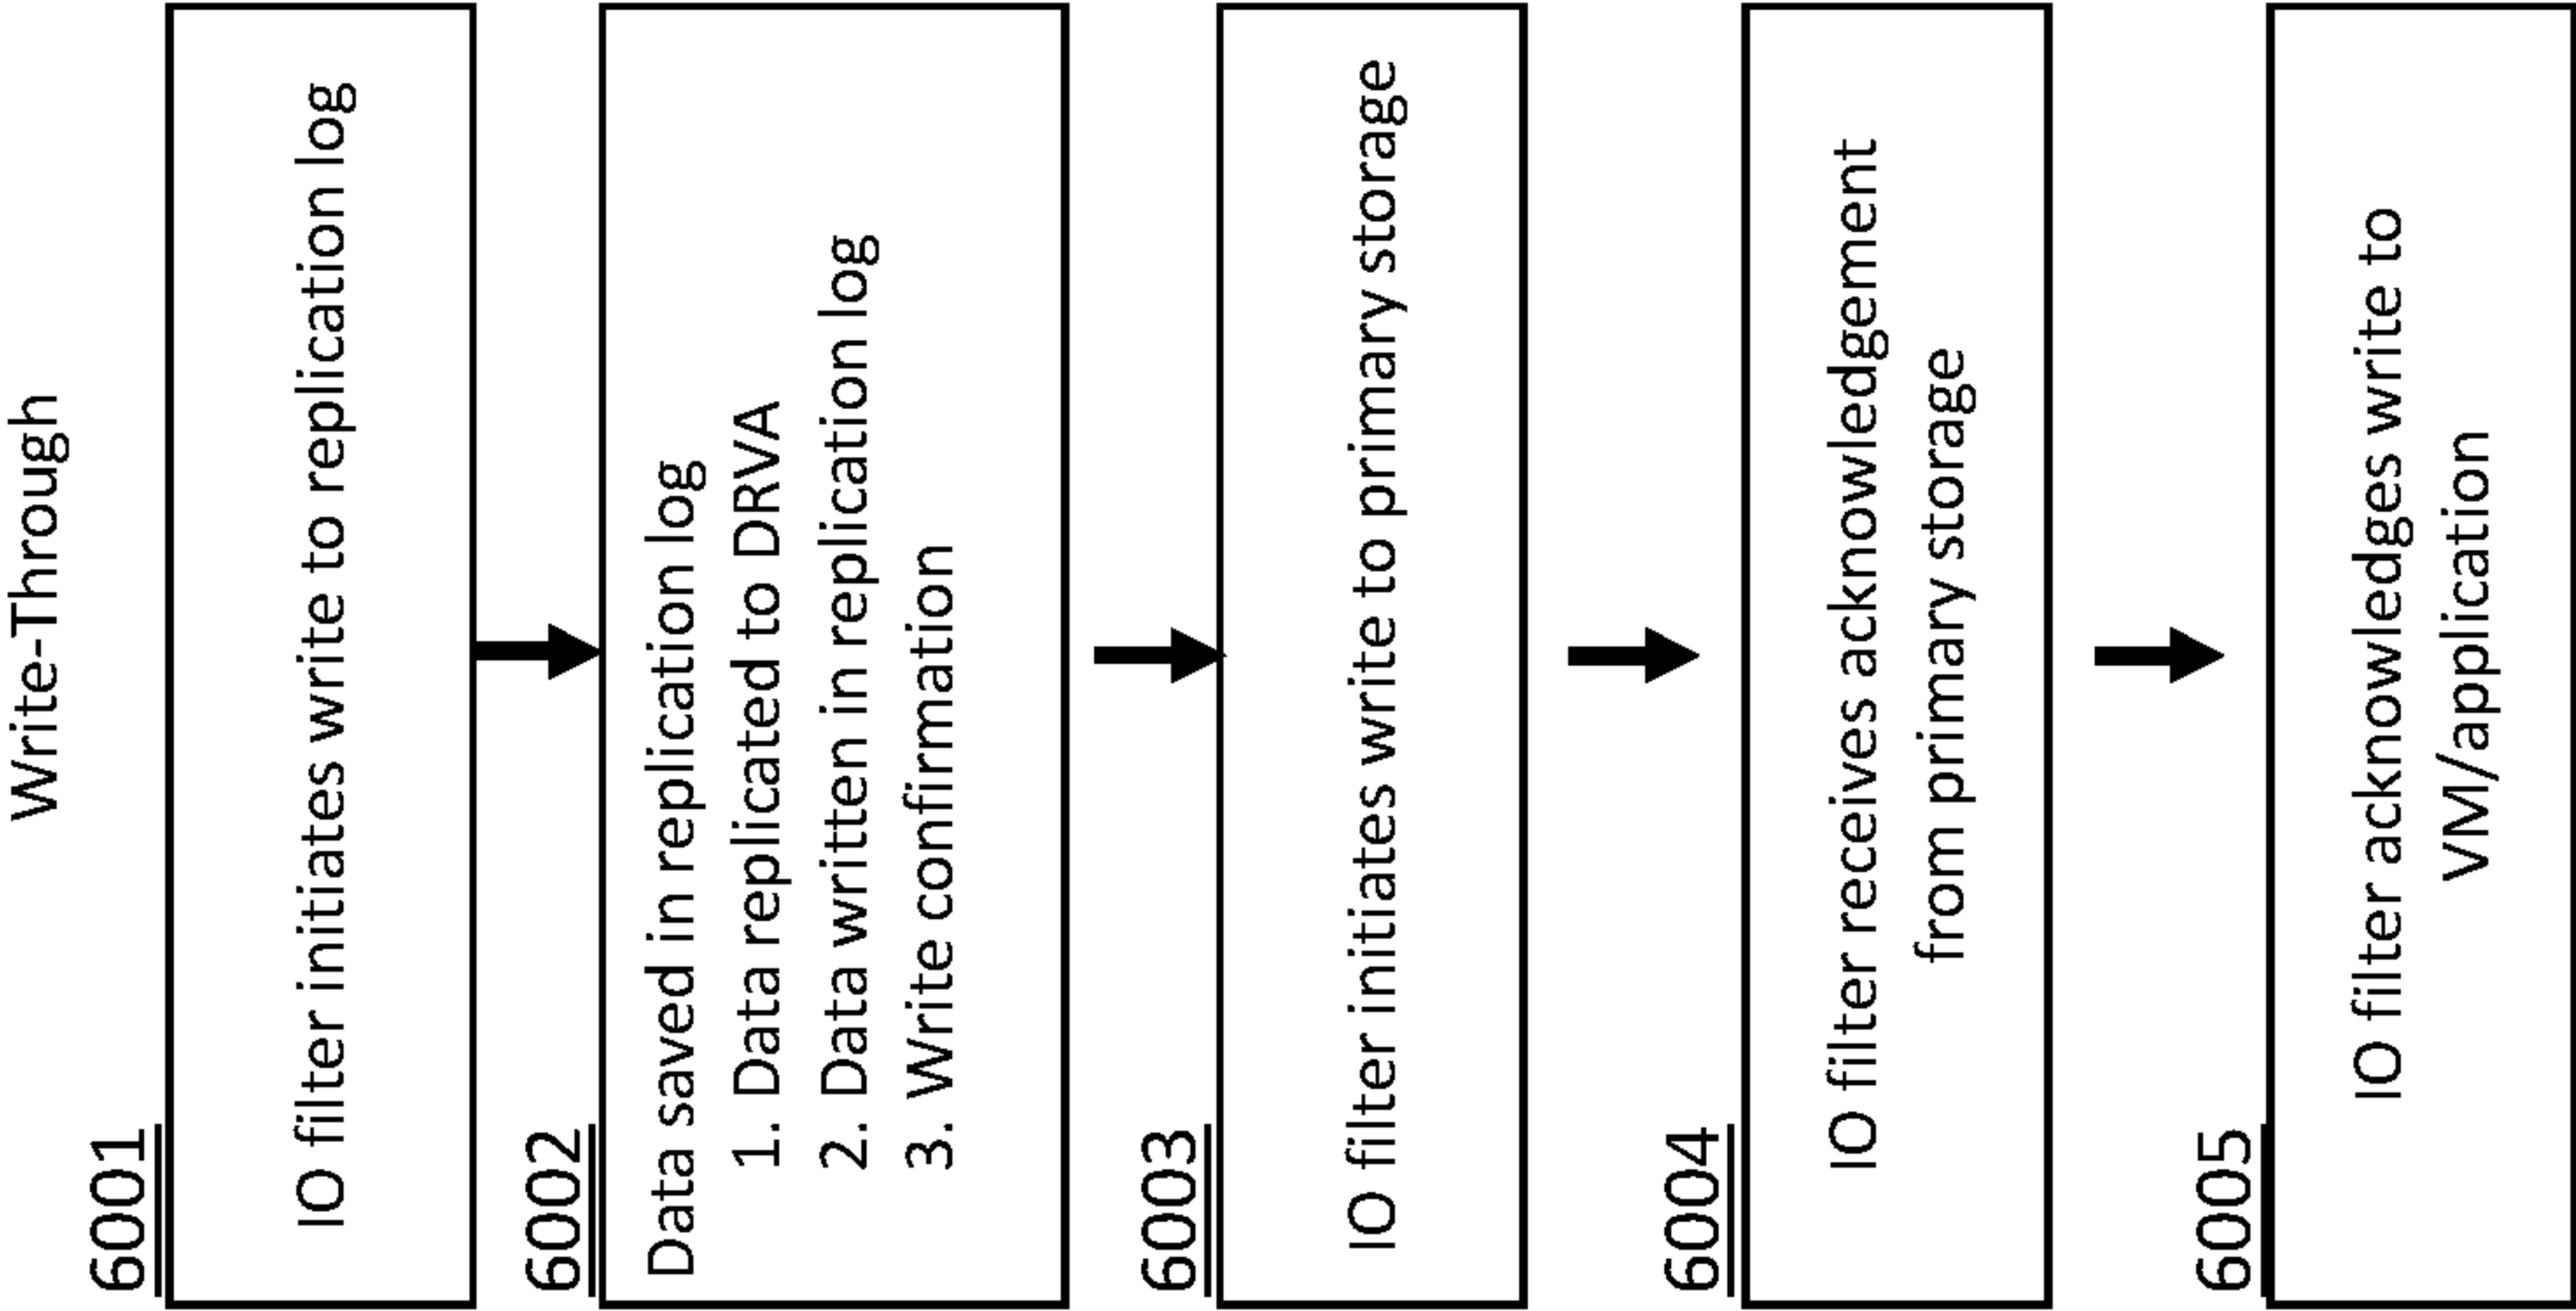 Write-Through
6001
IO filter initiates write to replication log
6002
Data saved in replication log
1. Data replicated to DRVA
2. Data written in replication log
3. Write confirmation
6003
IO filter initiates write to primary storage
6004
IO filter receives acknowledgement
from primary storage
6005
IO filter acknowledges write to
VM/application